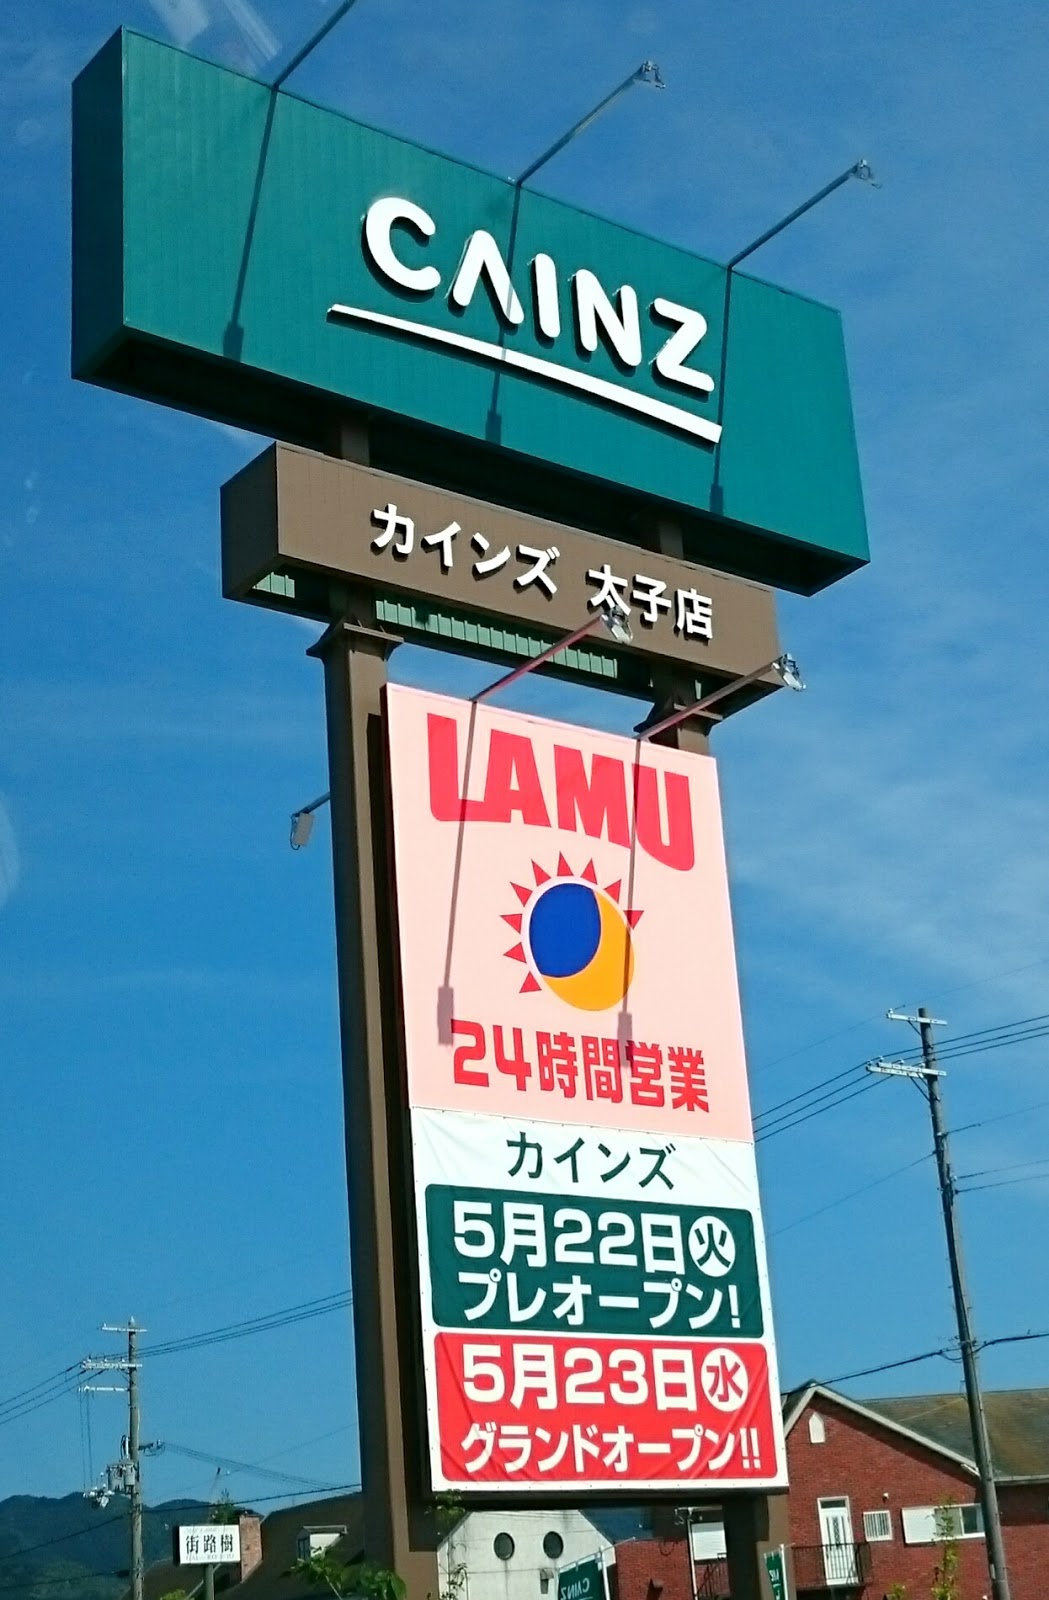 CAINZ
カインズ 太子店
LAMU
24時間営業
カインズ
5月22日㊋
プレオープン!
5月23日㊌
グランドオープン!!
街路樹
CAINZ